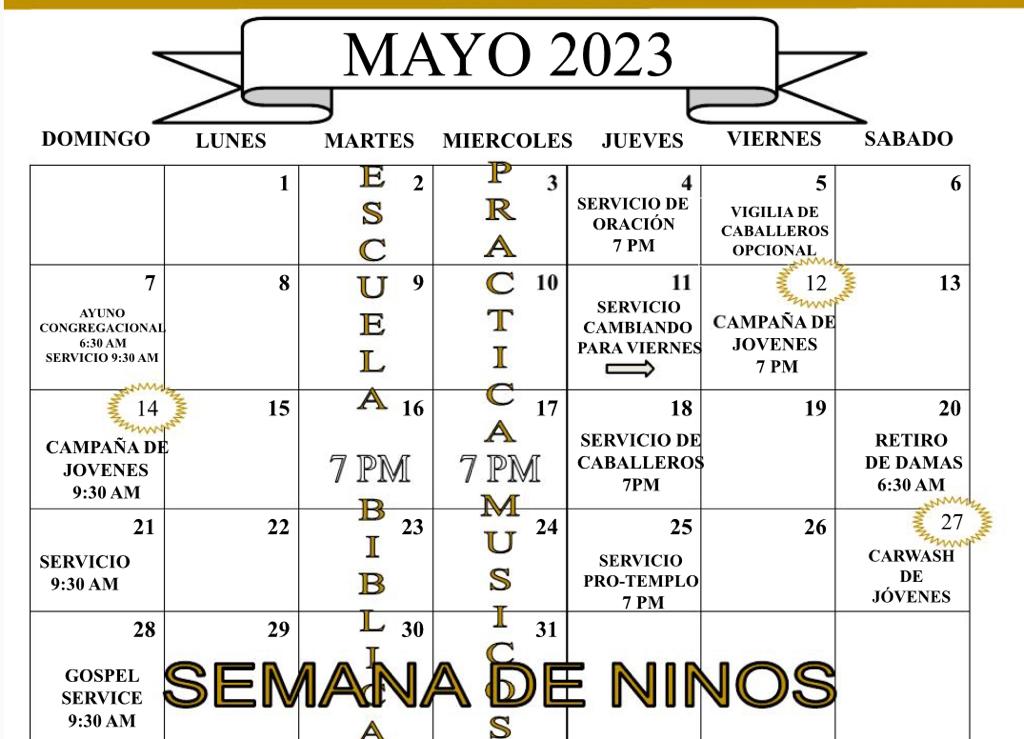 MAYO 2023
DOMINGO LUNES MARTES MIERCOLES JUEVES VIERNES SABADO
1 2 3 4 5 6
SERVICIO DE
ORACIÓN
7 PM
VIGILIA DE
CABALLEROS
OPCIONAL
7 8 9 10 11 12 13
AYUNO
CONGREGACIONAL
6:30 AM
SERVICIO 9:30 AM
SERVICIO
CAMBIANDO
PARA VIERNES
CAMPAÑA DE
JOVENES
7 PM
14 15 16 17 18 19 20
CAMPAÑA DE
JOVENES
9:30 AM
SERVICIO DE
CABALLEROS
7PM
RETIRO
DE DAMAS
6:30 AM
21 22 23 24 25 26 27
SERVICIO
9:30 AM
SERVICIO
PRO-TEMPLO
7 PM
CARWASH
DE
JÓVENES
28 29 30 31
GOSPEL
SERVICE
9:30 AM
ESCUELA
7 PM
BIBLICA
PRACTICA
7 PM
MUSICOS
SEMANA DE NINOS